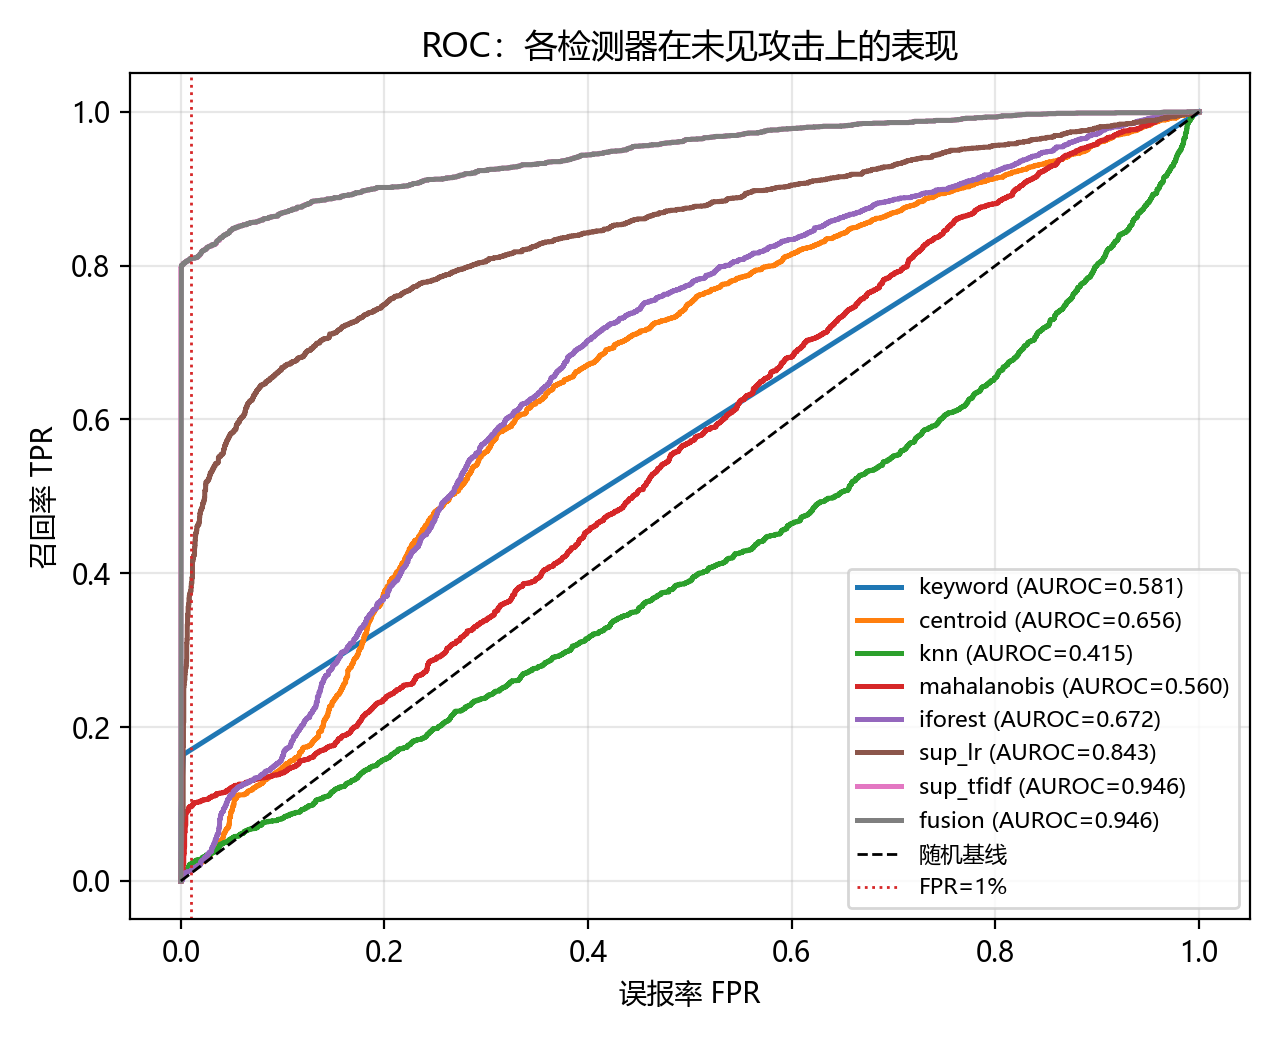 ROC：各检测器在未见攻击上的表现
1.0
0.8
0.6
0.4
0.2
0.0
召回率 TPR
0.0 0.2 0.4 0.6 0.8 1.0
误报率 FPR
keyword (AUROC=0.581)
centroid (AUROC=0.656)
knn (AUROC=0.415)
mahalanobis (AUROC=0.560)
iforest (AUROC=0.672)
sup_lr (AUROC=0.843)
sup_tfidf (AUROC=0.946)
fusion (AUROC=0.946)
随机基线
FPR=1%